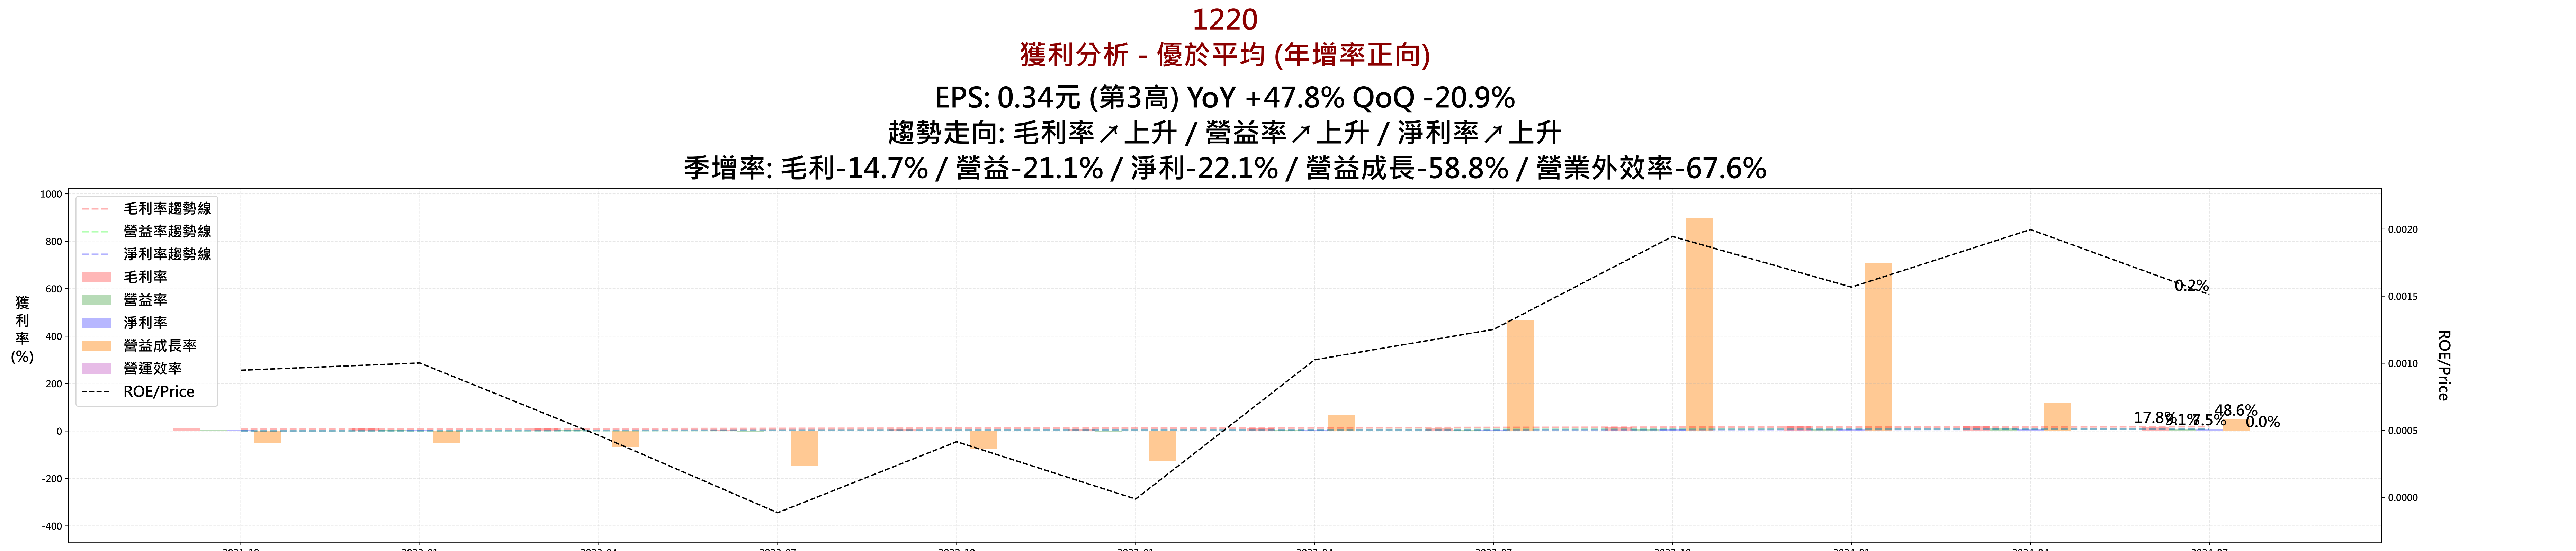 1220
獲利分析 - 優於平均 (年增率正向)
EPS: 0.34元 (第3高) YoY +47.8% QoQ -20.9%
趨勢走向: 毛利率↗上升 / 營益率↗上升 / 淨利率↗上升
季增率: 毛利-14.7% / 營益-21.1% / 淨利-22.1% / 營益成長-58.8% / 營業外效率-67.6%
獲利率(%)
1000
800
600
400
200
0
-200
-400
毛利率趨勢線
營益率趨勢線
淨利率趨勢線
毛利率
營益率
淨利率
營益成長率
營運效率
ROE/Price
0.2%
17.8%
9.1%
7.5%
48.6%
0.0%
0.0020
0.0015
0.0010
0.0005
0.0000
ROE/Price